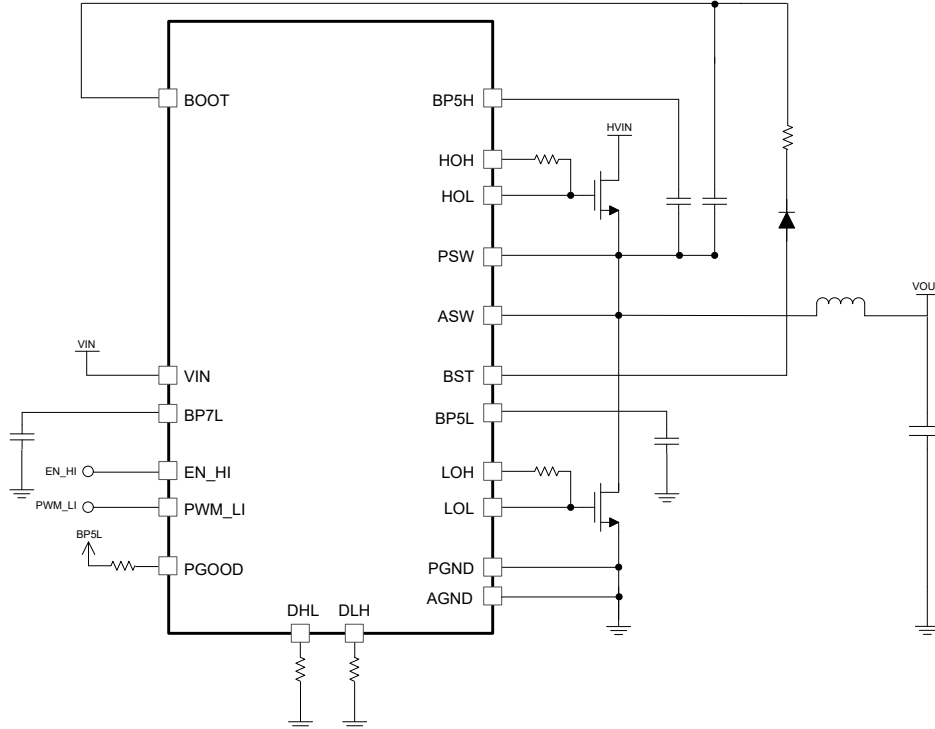 BOOT
BP5H
HVIN
HOH
HOL
PSW
VOU
ASW
VIN
VIN
BST
BP7L
BP5L
EN_HI
EN_HI
LOH
PWM_LI
PWM_LI
LOL
BP5L
PGOOD
PGND
AGND
DHL
DLH